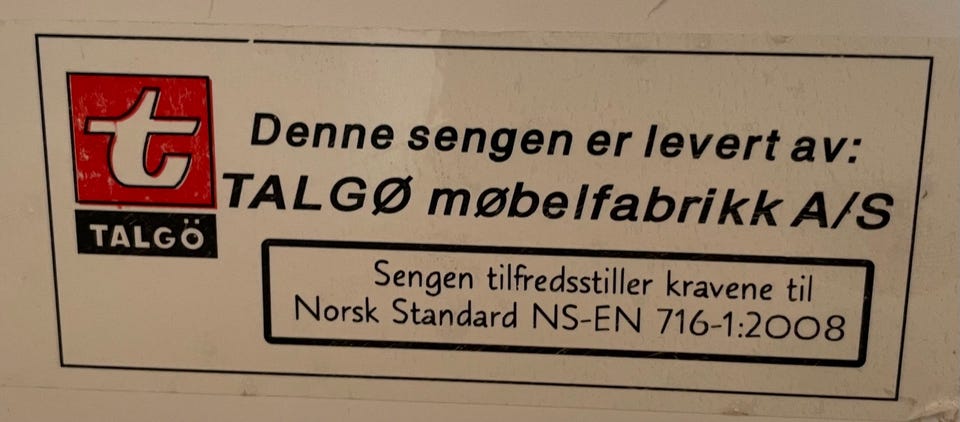 t
TALGÖ
Denne sengen er levert av:
TALGØ møbelfabrikk A/S
Sengen tilfredsstiller kravene til
Norsk Standard NS-EN 716-1:2008